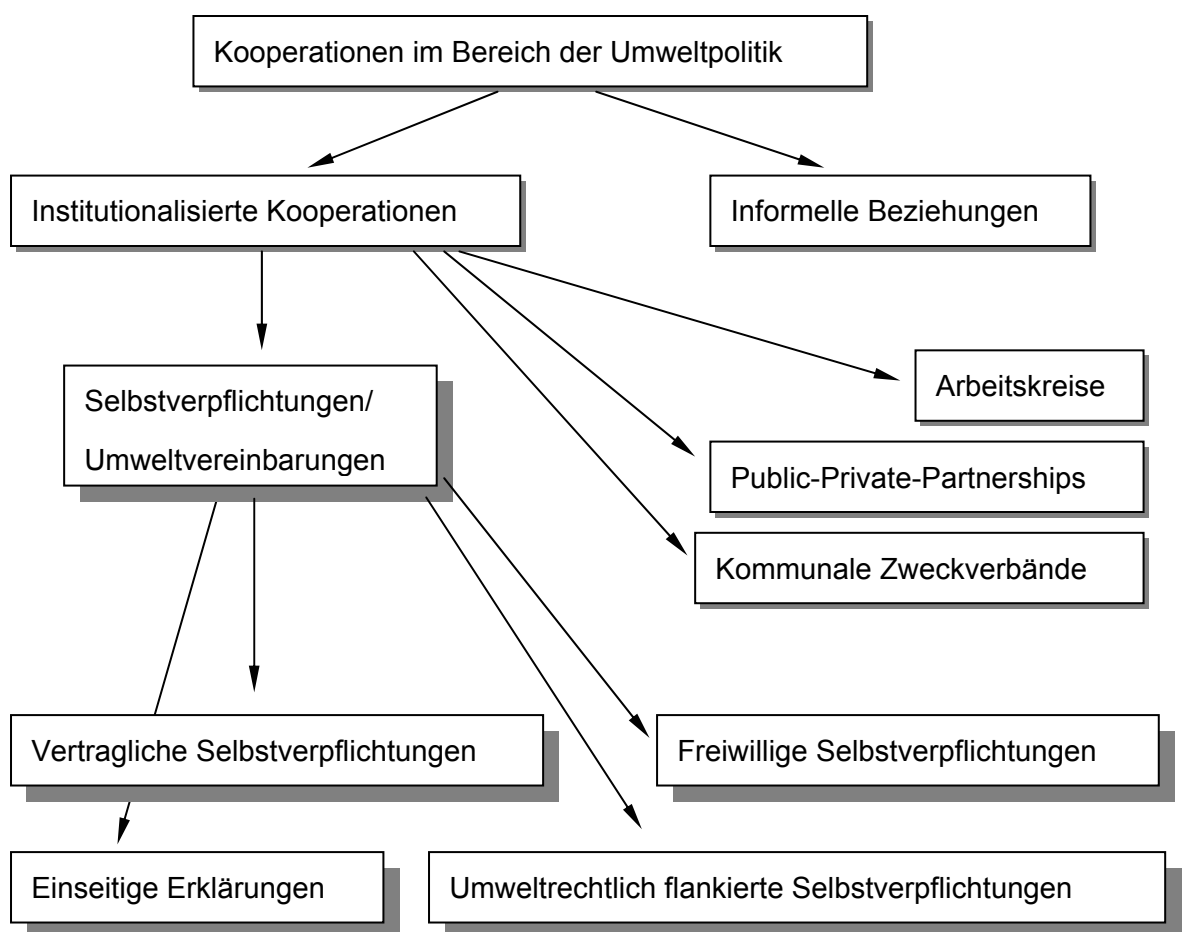 Kooperationen im Bereich der Umweltpolitik
Institutionalisierte Kooperationen
Informelle Beziehungen
Selbstverpflichtungen/
Umweltvereinbarungen
Arbeitskreise
Public-Private-Partnerships
Kommunale Zweckverbände
Vertragliche Selbstverpflichtungen
Freiwillige Selbstverpflichtungen
Einseitige Erklärungen
Umweltrechtlich flankierte Selbstverpflichtungen